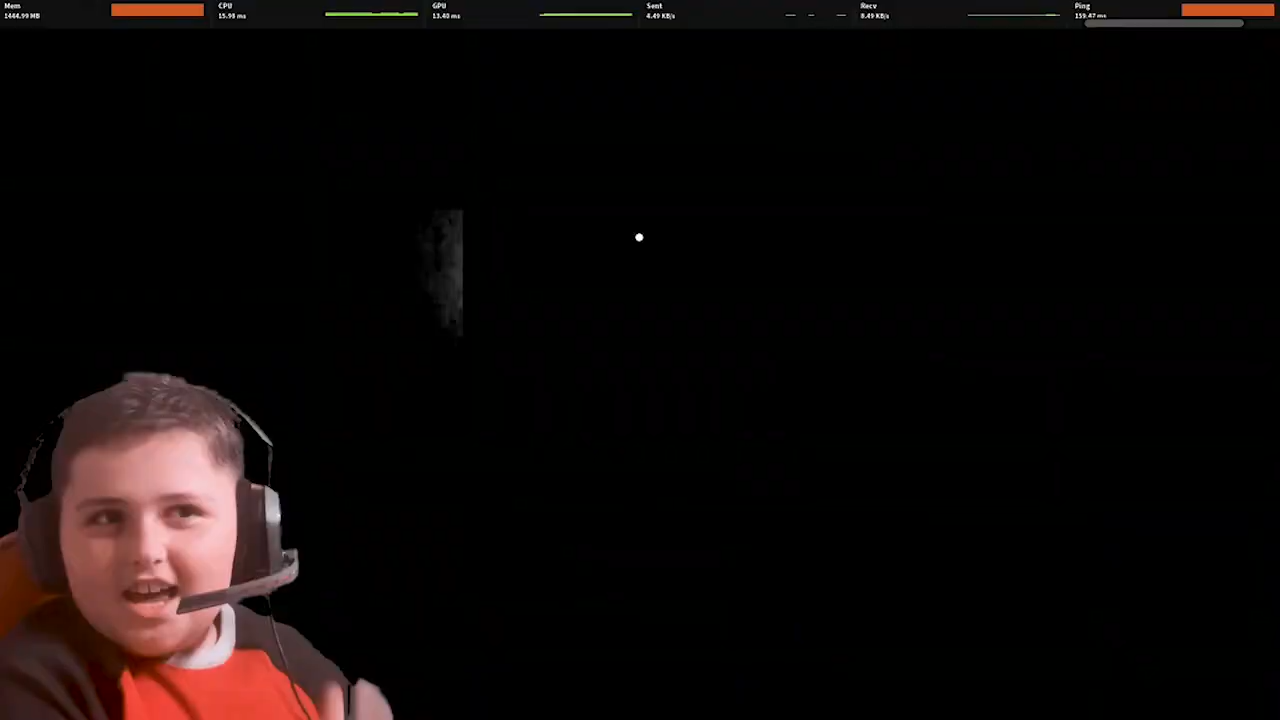 Mem
1444.99 MB
CPU
15.93 ms
GPU
13.40 ms
Sent
4.49 KB/s
Recv
8.49 KB/s
Ping
159.47 ms